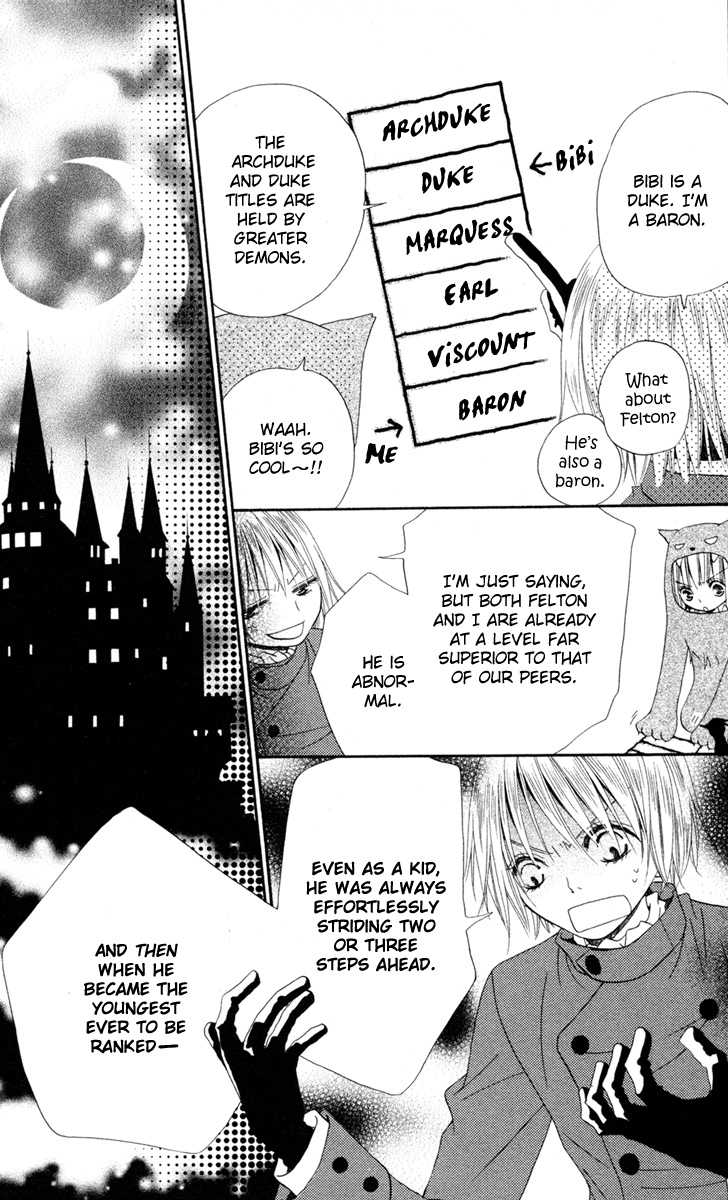 BIBI IS A
DUKE. I'M
A BARON.
ARCHDUKE
DUKE
MARQUESS
EARL
VISCOUNT
BARON
←BIBI
ME →
THE
ARCHDUKE
AND DUKE
TITLES ARE
HELD BY
GREATER
DEMONS.
What
about
Felton?
He's
also a
baron.
WAAH.
BIBI'S SO
COOL~!!
I'M JUST SAYING,
BUT BOTH FELTON
AND I ARE ALREADY
AT A LEVEL FAR
SUPERIOR TO THAT
OF OUR PEERS.
HE IS
ABNOR-
MAL.
EVEN AS A KID,
HE WAS ALWAYS
EFFORTLESSLY
STRIDING TWO
OR THREE
STEPS AHEAD.
AND THEN
WHEN HE
BECAME THE
YOUNGEST
EVER TO BE
RANKED—